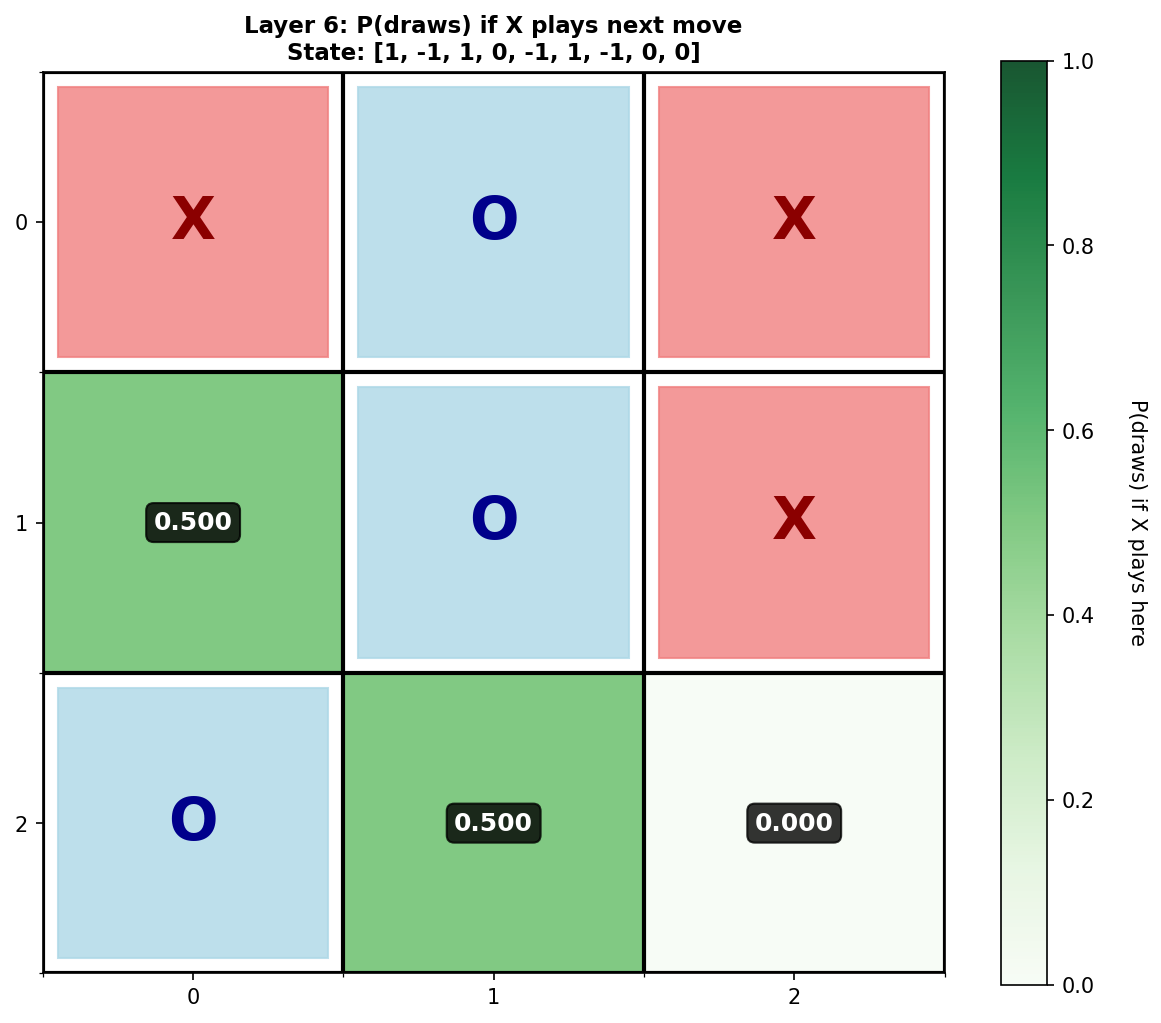 Layer 6: P(draws) if X plays next move
State: [1, -1, 1, 0, -1, 1, -1, 0, 0]
X O X
0
0.500 O X
1
O 0.500 0.000
2
0 1 2
1.0
0.8
0.6
0.4
0.2
0.0
P(draws) if X plays here